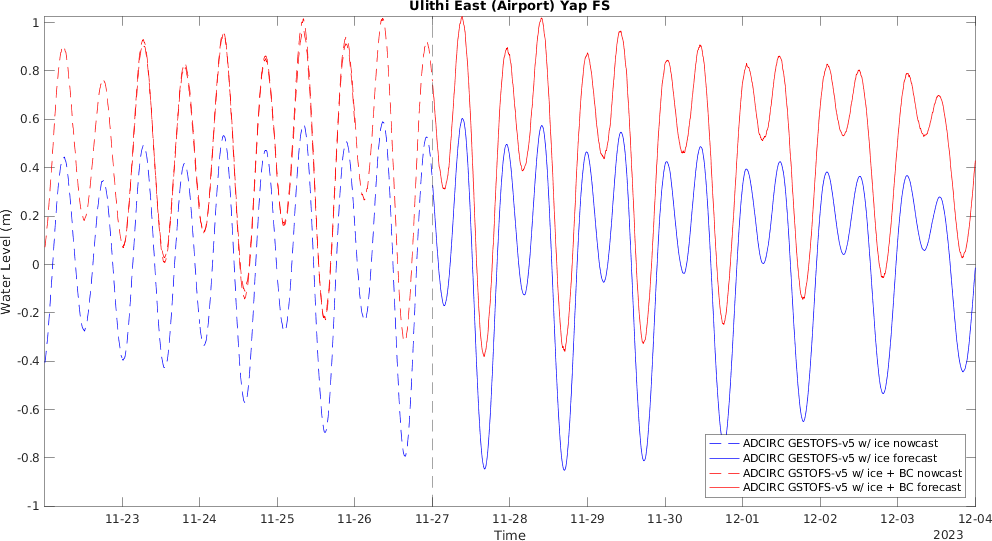 Ulithi East (Airport) Yap FS
Water Level (m)
1
0.8
0.6
0.4
0.2
0
-0.2
-0.4
-0.6
-0.8
-1
ADCIRC GESTOFS-v5 w/ ice nowcast
ADCIRC GESTOFS-v5 w/ ice forecast
ADCIRC GSTOFS-v5 w/ ice + BC nowcast
ADCIRC GSTOFS-v5 w/ ice + BC forecast
11-23 11-24 11-25 11-26 11-27 11-28 11-29 11-30 12-01 12-02 12-03 12-04
Time
2023